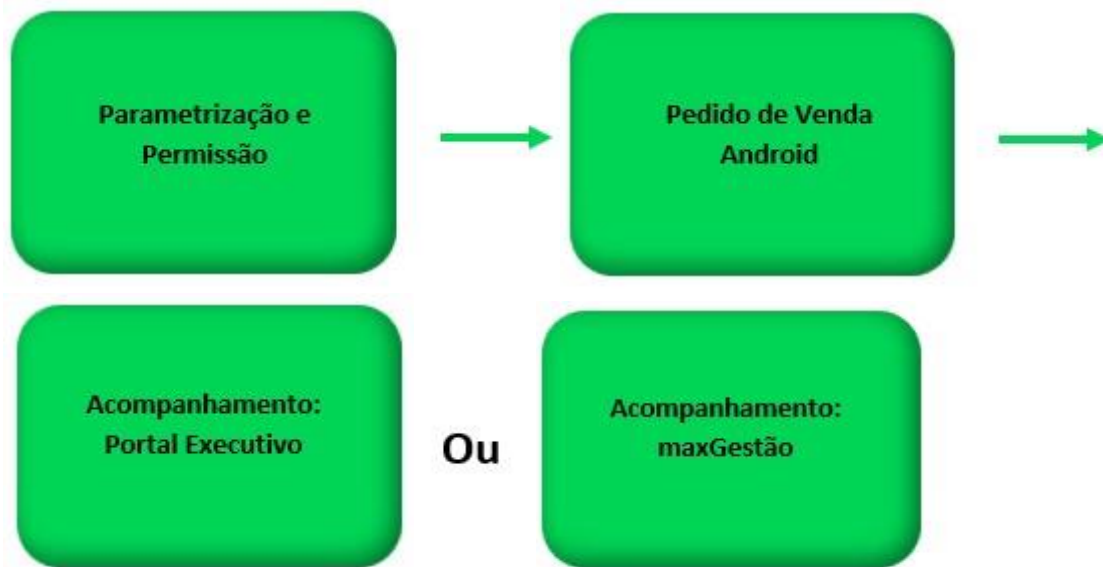 Parametrização e
Permissão
Pedido de Venda
Android
Acompanhamento:
Portal Executivo
Ou
Acompanhamento:
maxGestão